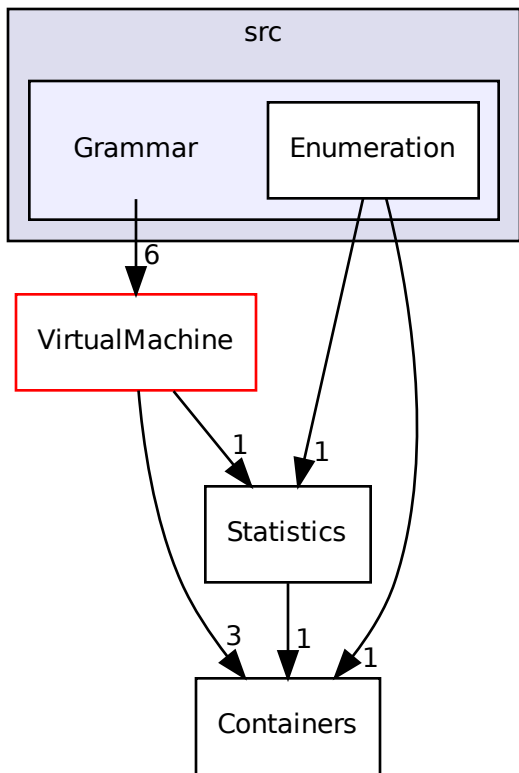 src
Grammar
Enumeration
6
VirtualMachine
1
1
Statistics
3
1
1
Containers